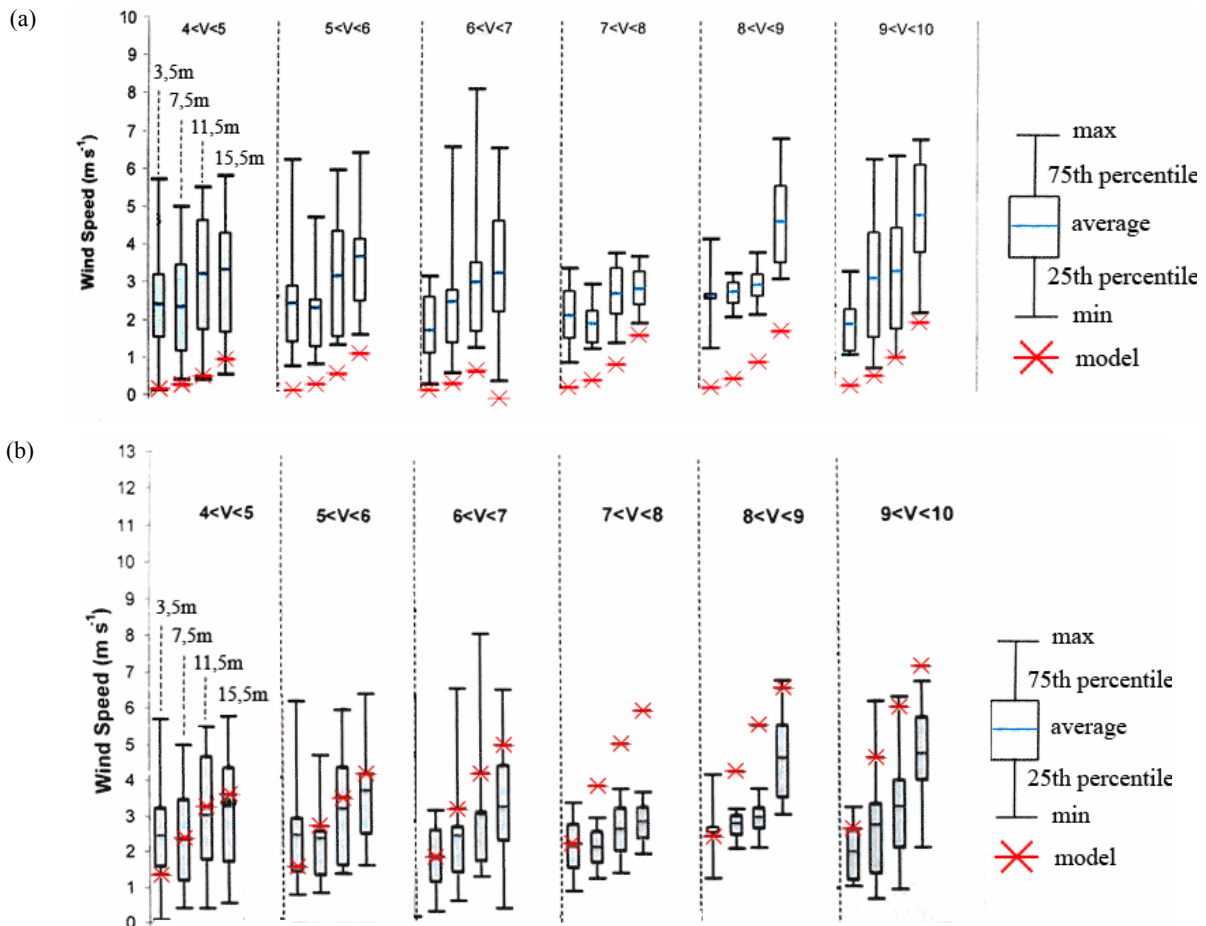 (a)
10
9
8
7
6
5
4
3
2
1
0
Wind Speed (m s⁻¹)
4<V<5
5<V<6
6<V<7
7<V<8
8<V<9
9<V<10
3,5m
7,5m
11,5m
15,5m
max
75th percentile
average
25th percentile
min
model
(b)
13
12
11
10
9
8
7
6
5
4
3
2
1
0
Wind Speed (m s⁻¹)
4<V<5
5<V<6
6<V<7
7<V<8
8<V<9
9<V<10
3,5m
7,5m
11,5m
15,5m
max
75th percentile
average
25th percentile
min
model